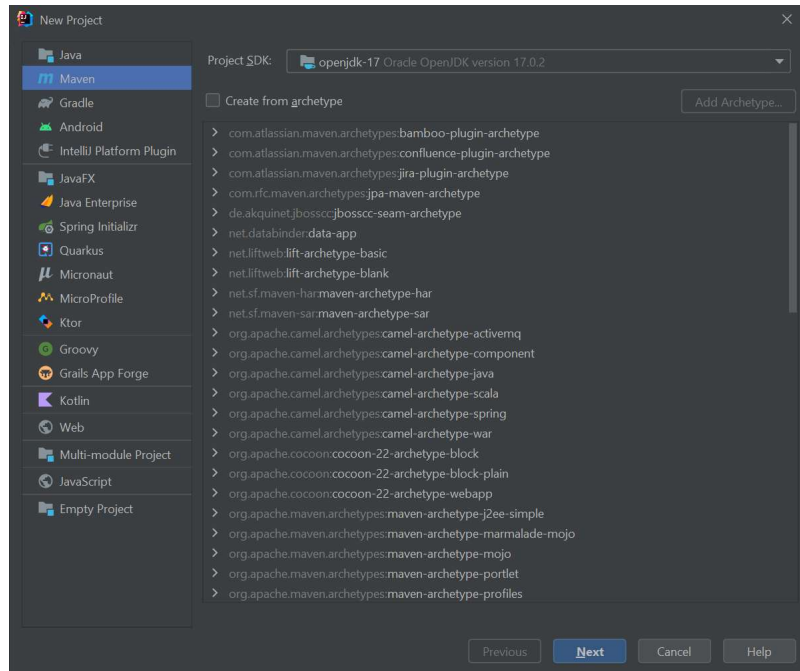 New Project
Java
Maven
Gradle
Android
IntelliJ Platform Plugin
JavaFX
Java Enterprise
Spring Initializr
Quarkus
Micronaut
MicroProfile
Ktor
Groovy
Grails App Forge
Kotlin
Web
Multi-module Project
JavaScript
Empty Project
Project SDK: openjdk-17 Oracle OpenJDK version 17.0.2
Create from archetype Add Archetype...
com.atlassian.maven.archetypes:bamboo-plugin-archetype
com.atlassian.maven.archetypes:confluence-plugin-archetype
com.atlassian.maven.archetypes:jira-plugin-archetype
com.rfc.maven.archetypes:jpa-maven-archetype
de.akquinet.jbosscc:jbosscc-seam-archetype
net.databinder:data-app
net.liftweb:lift-archetype-basic
net.liftweb:lift-archetype-blank
net.sf.maven-har:maven-archetype-har
net.sf.maven-sar:maven-archetype-sar
org.apache.camel.archetypes:camel-archetype-activemq
org.apache.camel.archetypes:camel-archetype-component
org.apache.camel.archetypes:camel-archetype-java
org.apache.camel.archetypes:camel-archetype-scala
org.apache.camel.archetypes:camel-archetype-spring
org.apache.camel.archetypes:camel-archetype-war
org.apache.cocoon:cocoon-22-archetype-block
org.apache.cocoon:cocoon-22-archetype-block-plain
org.apache.cocoon:cocoon-22-archetype-webapp
org.apache.maven.archetypes:maven-archetype-j2ee-simple
org.apache.maven.archetypes:maven-archetype-marmalade-mojo
org.apache.maven.archetypes:maven-archetype-mojo
org.apache.maven.archetypes:maven-archetype-portlet
org.apache.maven.archetypes:maven-archetype-profiles
Previous Next Cancel Help